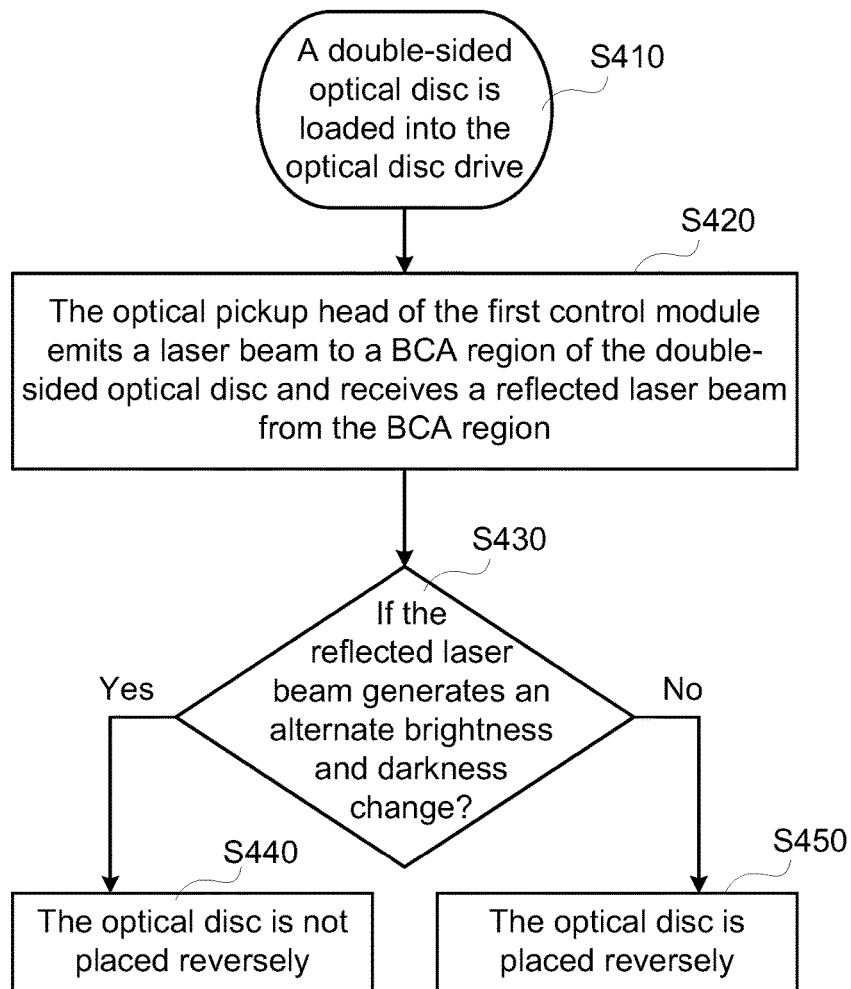 A double-sided
optical disc is
loaded into the
optical disc drive
S410
S420
The optical pickup head of the first control module
emits a laser beam to a BCA region of the double-
sided optical disc and receives a reflected laser beam
from the BCA region
S430
If the
reflected laser
beam generates an
alternate brightness
and darkness
change?
Yes
No
S440
The optical disc is not
placed reversely
S450
The optical disc is
placed reversely